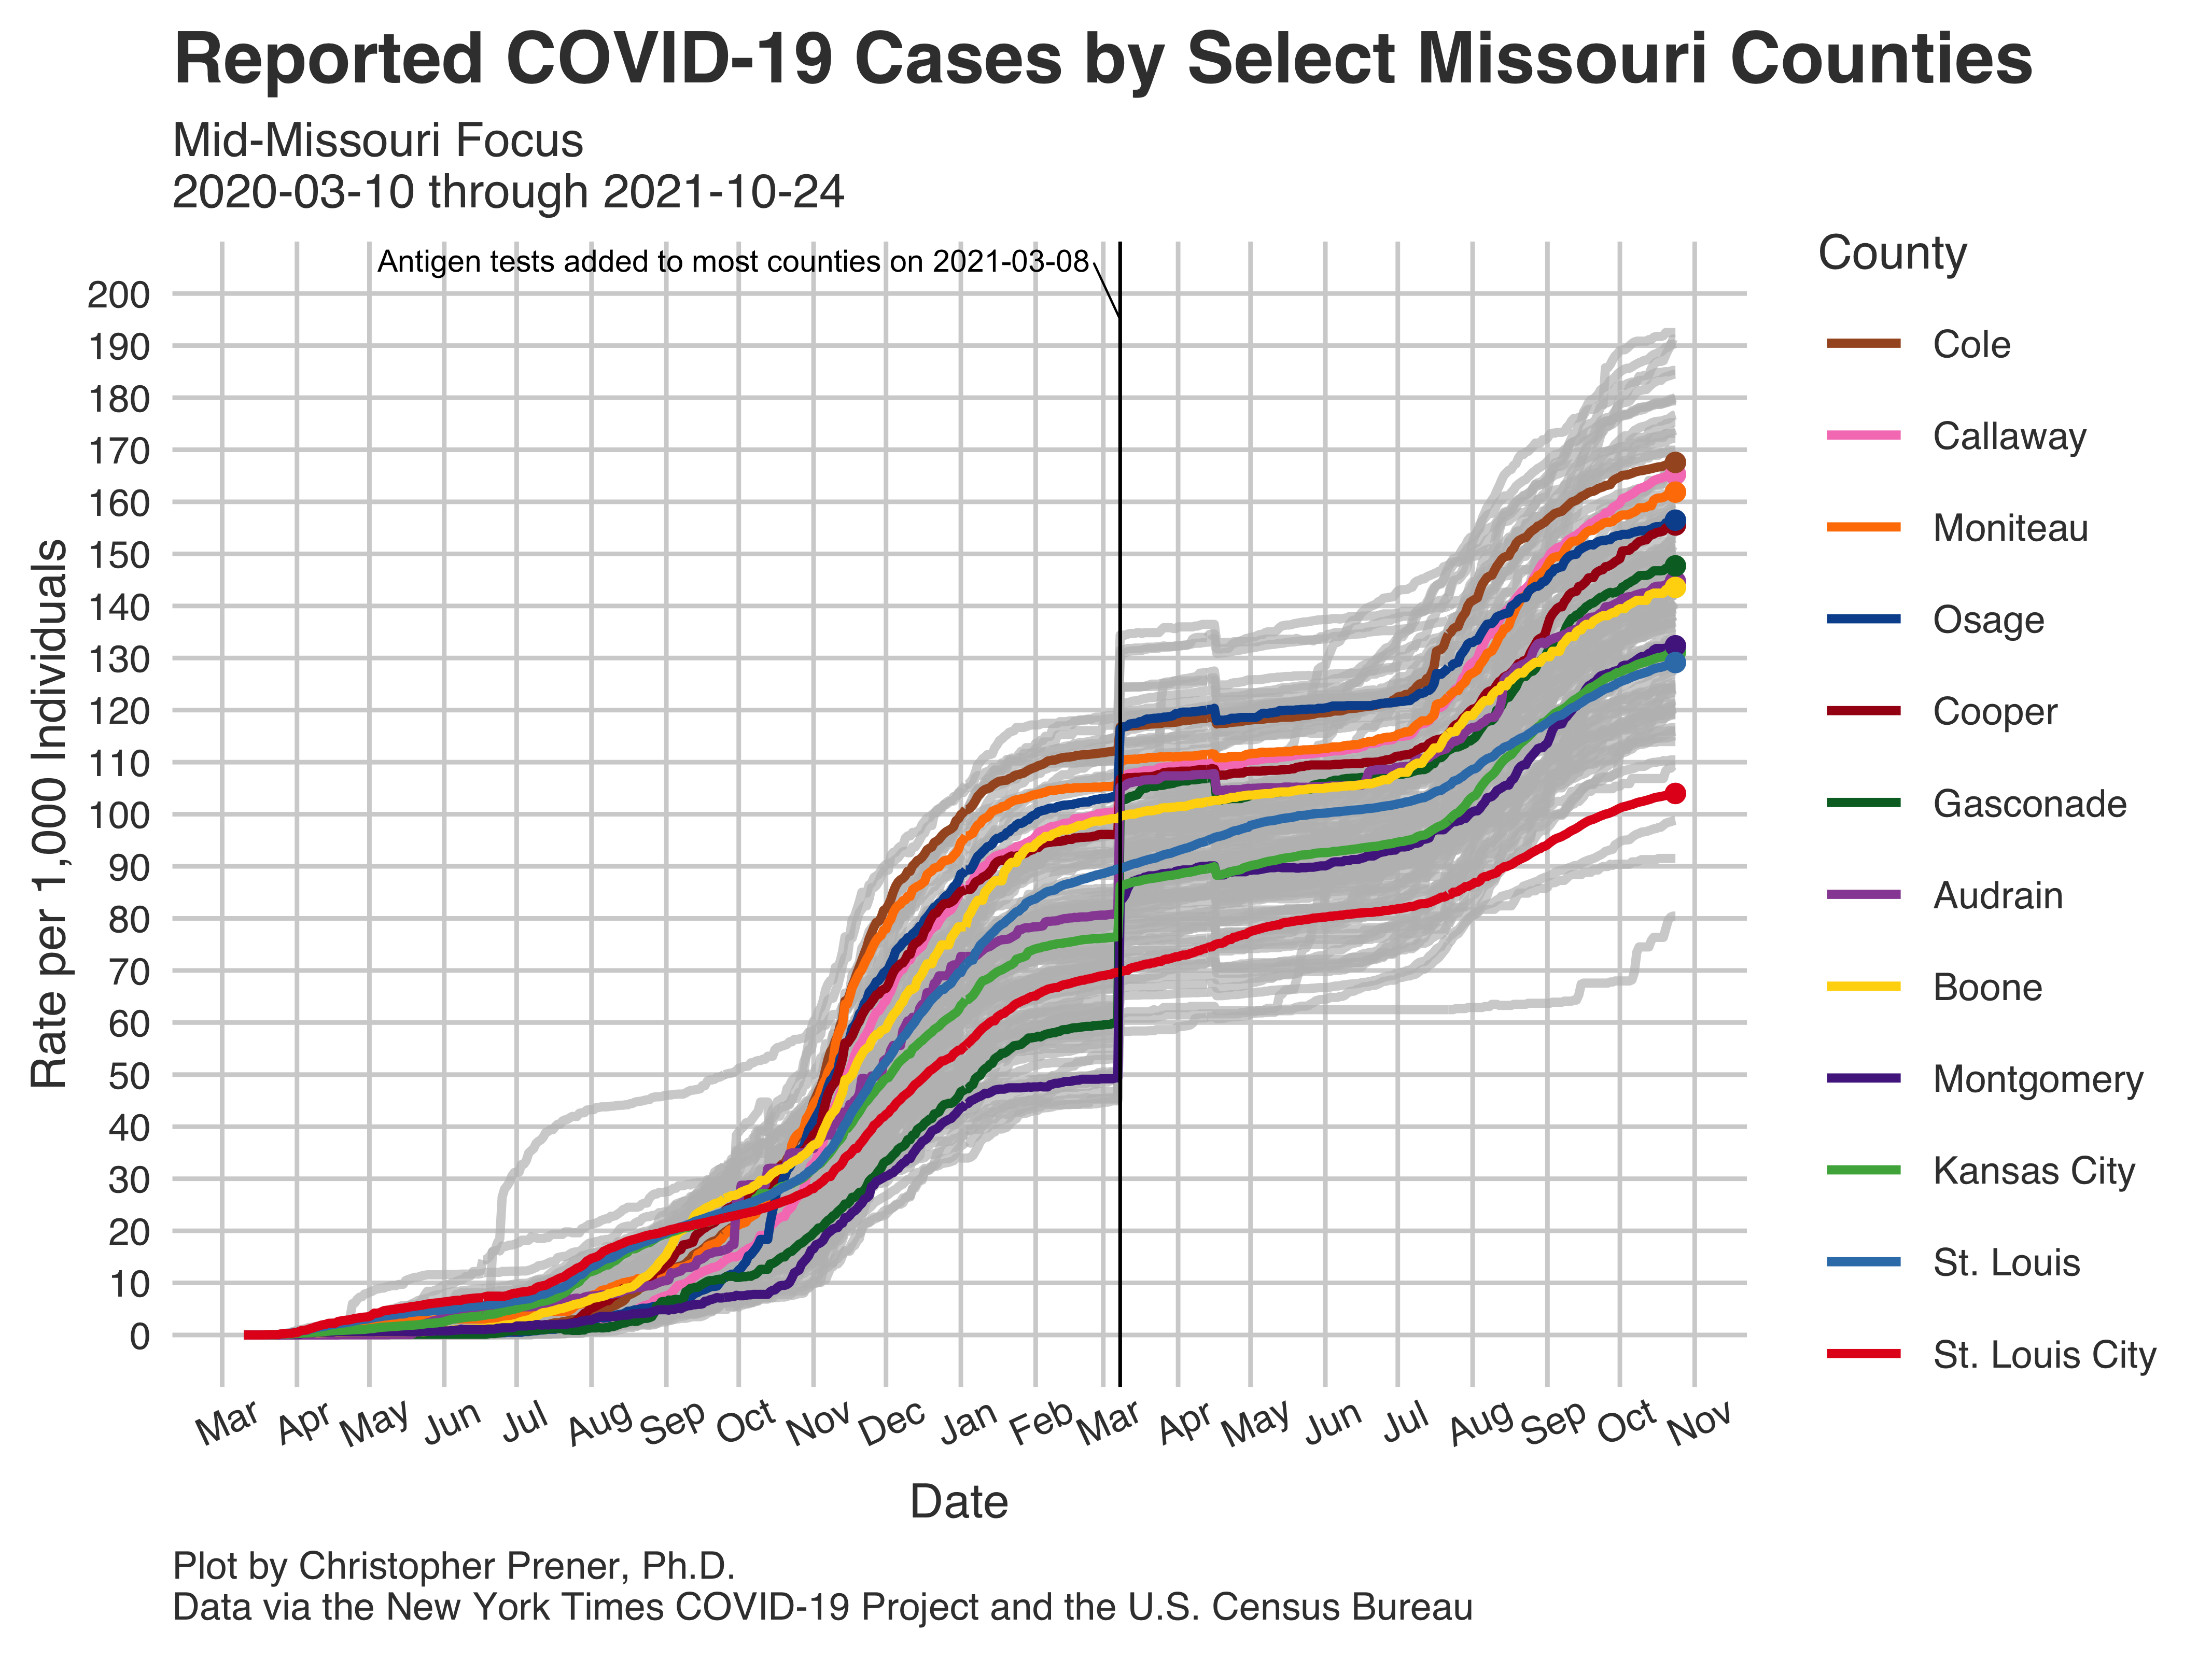 Reported COVID-19 Cases by Select Missouri Counties
Mid-Missouri Focus
2020-03-10 through 2021-10-24
Antigen tests added to most counties on 2021-03-08
Rate per 1,000 Individuals
200
190
180
170
160
150
140
130
120
110
100
90
80
70
60
50
40
30
20
10
0
Mar Apr May Jun Jul Aug Sep Oct Nov Dec Jan Feb Mar Apr May Jun Jul Aug Sep Oct Nov
Date
County
Cole
Callaway
Moniteau
Osage
Cooper
Gasconade
Audrain
Boone
Montgomery
Kansas City
St. Louis
St. Louis City
Plot by Christopher Prener, Ph.D.
Data via the New York Times COVID-19 Project and the U.S. Census Bureau